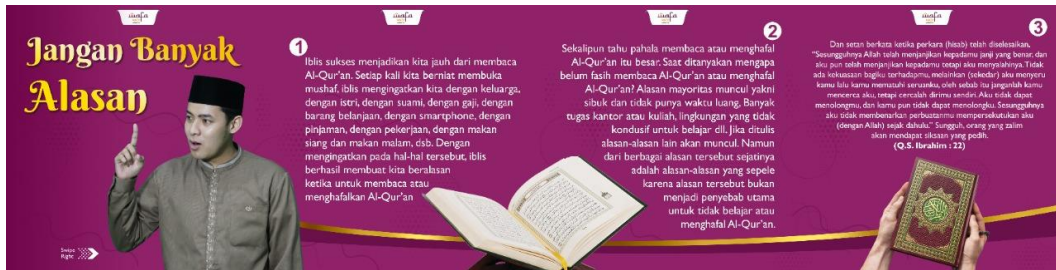 Jangan Banyak
Alasan
Swipe
Right
1
Iblis sukses menjadikan kita jauh dari membaca
Al-Qur'an. Setiap kali kita berniat membuka
mushaf, iblis mengingatkan kita dengan keluarga,
dengan istri, dengan suami, dengan gaji, dengan
barang belanjaan, dengan smartphone, dengan
pinjaman, dengan pekerjaan, dengan makan
siang dan makan malam, dsb. Dengan
mengingatkan pada hal-hal tersebut, iblis
berhasil membuat kita beralasan
ketika untuk membaca atau
menghafalkan Al-Qur'an
2
Sekalipun tahu pahala membaca atau menghafal
Al-Qur'an itu besar. Saat ditanyakan mengapa
belum fasih membaca Al-Qur'an atau menghafal
Al-Qur'an? Alasan mayoritas muncul yakni
sibuk dan tidak punya waktu luang. Banyak
tugas kantor atau kuliah, lingkungan yang tidak
kondusif untuk belajar dll. Jika ditulis
alasan-alasan lain akan muncul. Namun
dari berbagai alasan tersebut sejatinya
adalah alasan-alasan yang sepele
karena alasan tersebut bukan
menjadi penyebab utama
untuk tidak belajar atau
menghafal Al-Qur'an.
3
Dan setan berkata ketika perkara (hisab) telah diselesaikan,
"Sesungguhnya Allah telah menjanjikan kepadamu janji yang benar, dan
aku pun telah menjanjikan kepadamu tetapi aku menyalahinya. Tidak
ada kekuasaan bagiku terhadapmu, melainkan (sekedar) aku menyeru
kamu lalu kamu mematuhi seruanku, oleh sebab itu janganlah kamu
mencerca aku, tetapi cercalah dirimu sendiri. Aku tidak dapat
menolongmu, dan kamu pun tidak dapat menolongku. Sesungguhnya
aku tidak membenarkan perbuatanmu mempersekutukan aku
(dengan Allah) sejak dahulu." Sungguh, orang yang zalim
akan mendapat siksaan yang pedih.
(Q.S. Ibrahim : 22)